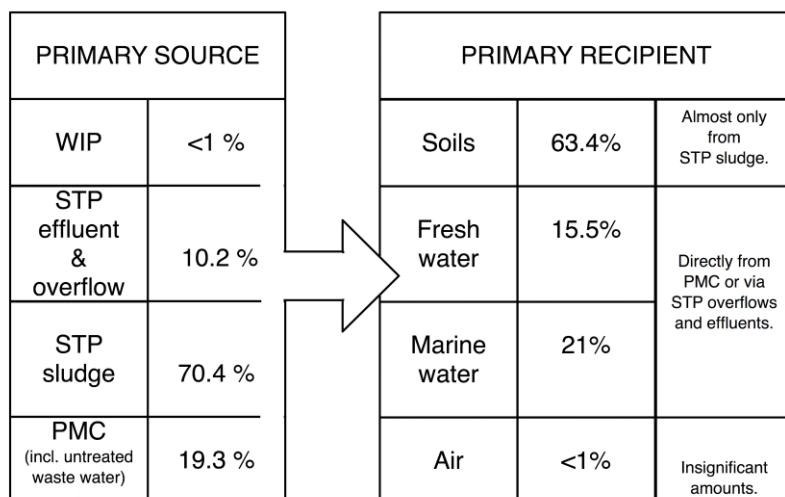 PRIMARY SOURCE
WIP
<1 %
STP
effluent
&
overflow
10.2 %
STP
sludge
70.4 %
PMC
(incl. untreated
waste water)
19.3 %
PRIMARY RECIPIENT
Soils
63.4%
Almost only
from
STP sludge.
Fresh
water
15.5%
Directly from
PMC or via
STP overflows
and effluents.
Marine
water
21%
Air
<1%
Insignificant
amounts.